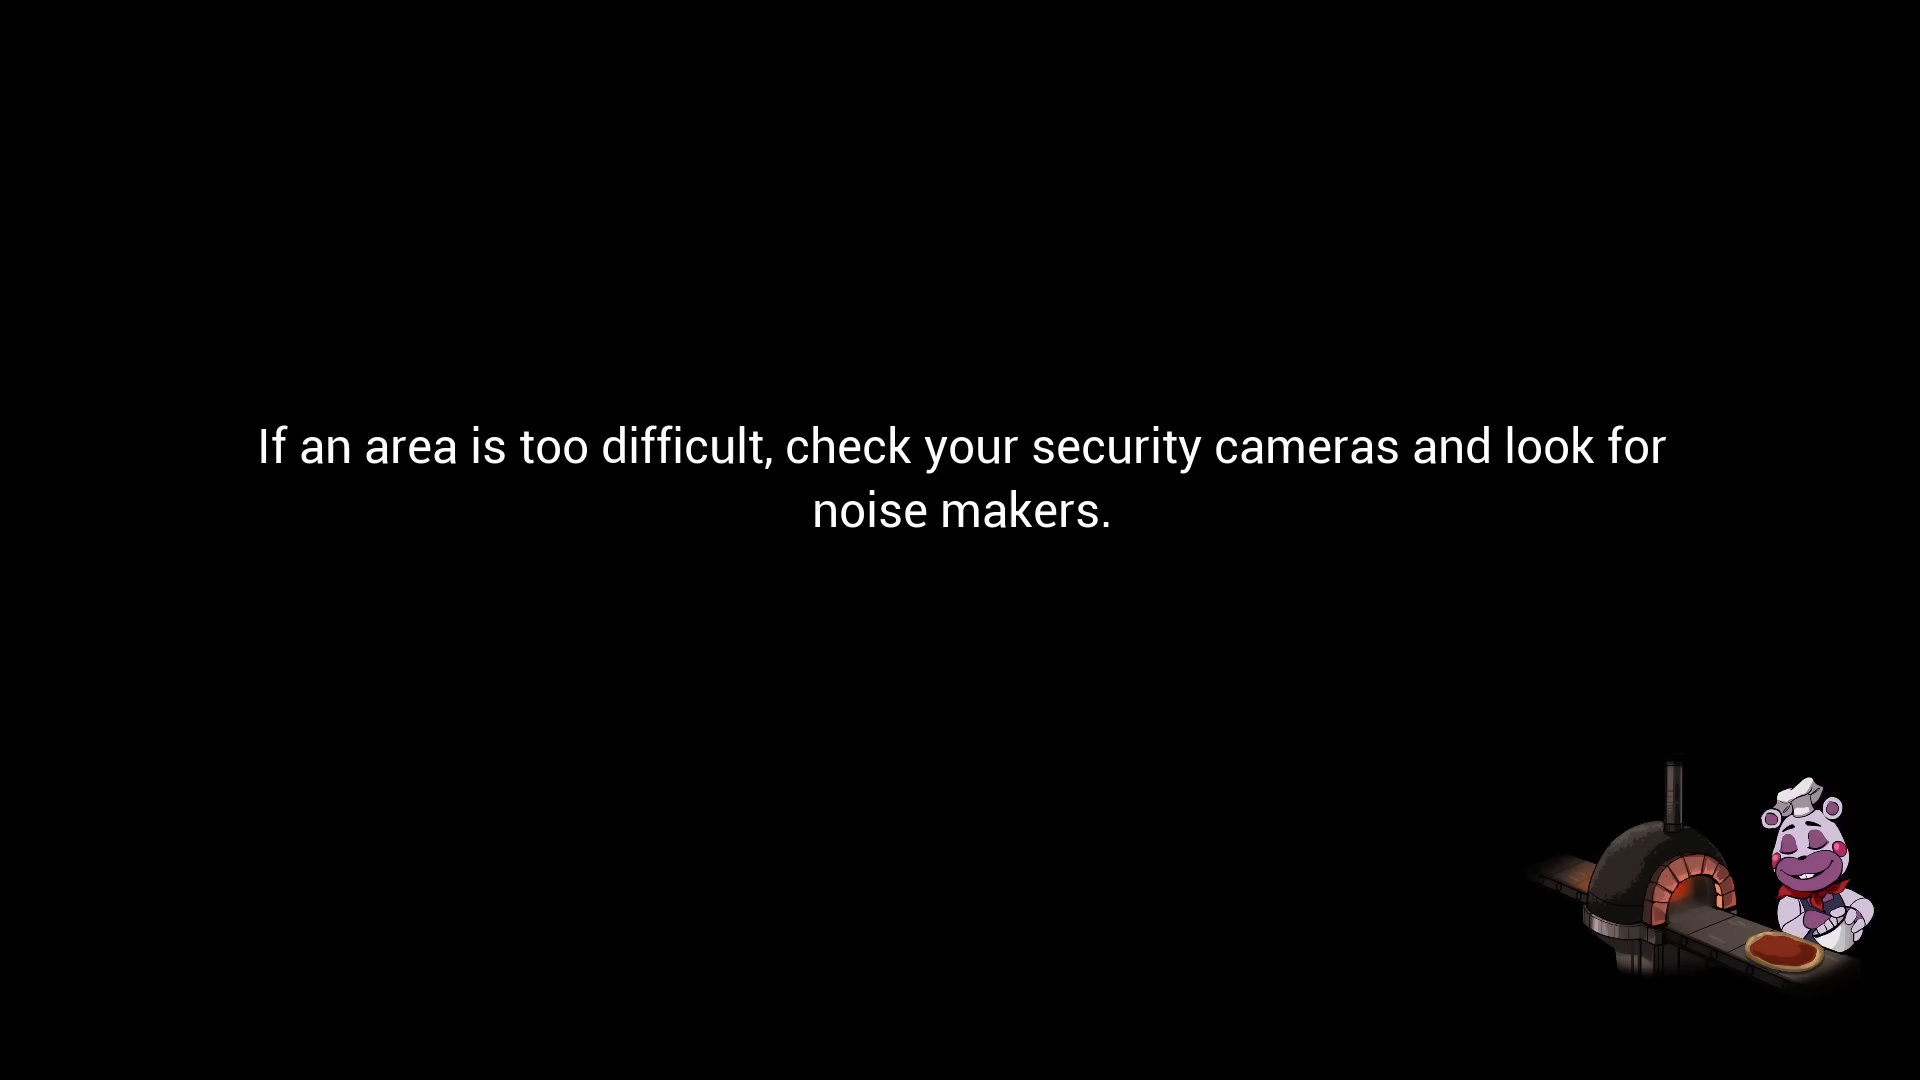 If an area is too difficult, check your security cameras and look for
noise makers.